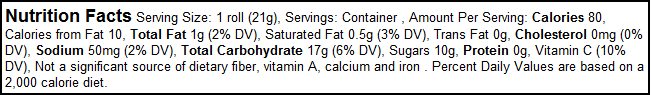 Nutrition Facts Serving Size: 1 roll (21g), Servings: Container , Amount Per Serving: Calories 80,
Calories from Fat 10, Total Fat 1g (2% DV), Saturated Fat 0.5g (3% DV), Trans Fat 0g, Cholesterol 0mg (0%
DV), Sodium 50mg (2% DV), Total Carbohydrate 17g (6% DV), Sugars 10g, Protein 0g, Vitamin C (10%
DV), Not a significant source of dietary fiber, vitamin A, calcium and iron . Percent Daily Values are based on a
2,000 calorie diet.